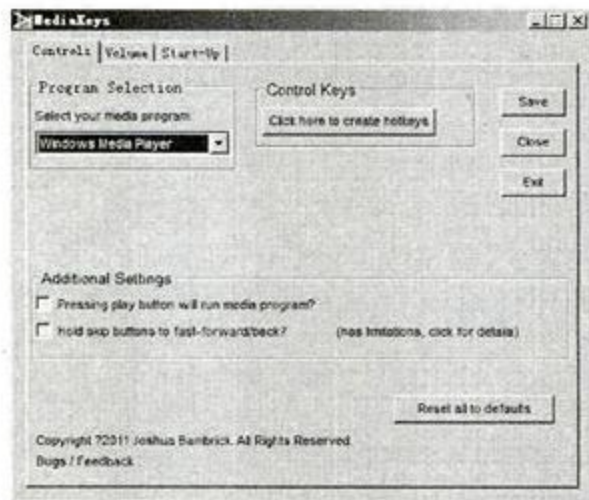 MediaKeys
Controls Volume Start-Up
Program Selection
Select your media program
Windows Media Player
Control Keys
Click here to create hotkeys
Save
Close
Exit
Additional Settings
Pressing play button will run media program?
Hold skip buttons to fast-forward/back? (has limitations, click for details)
Reset all to defaults
Copyright ?2011 Joshua Bambrick. All Rights Reserved.
Bugs / Feedback